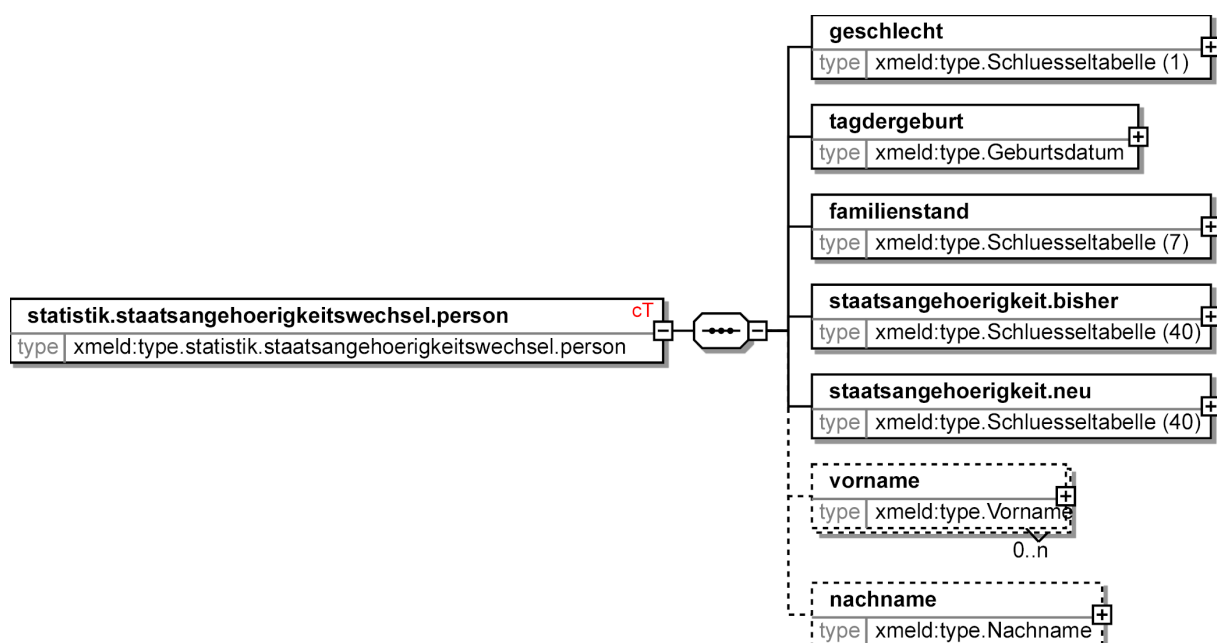 geschlecht
type xmeld:type.Schluesseltabelle (1)
tagdergeburt
type xmeld:type.Geburtsdatum
familienstand
type xmeld:type.Schluesseltabelle (7)
statistik.staatsangehoerigkeitswechsel.person cT
type xmeld:type.statistik.staatsangehoerigkeitswechsel.person
staatsangehoerigkeit.bisher
type xmeld:type.Schluesseltabelle (40)
staatsangehoerigkeit.neu
type xmeld:type.Schluesseltabelle (40)
vorname
type xmeld:type.Vorname
0..n
nachname
type xmeld:type.Nachname